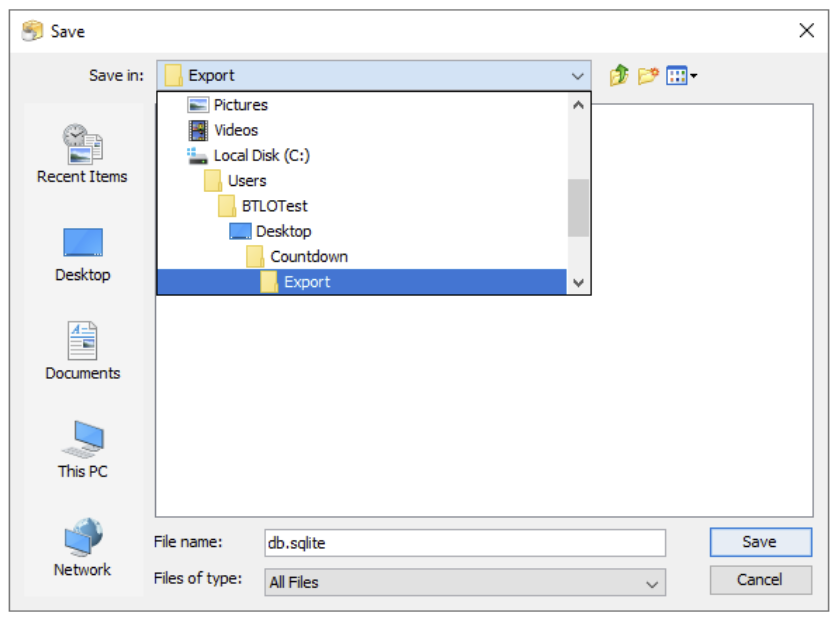 Save
Save in:
Export
Pictures
Videos
Local Disk (C:)
Users
BTLOTest
Desktop
Countdown
Export
Recent Items
Desktop
Documents
This PC
Network
File name:
db.sqlite
Save
Files of type:
All Files
Cancel